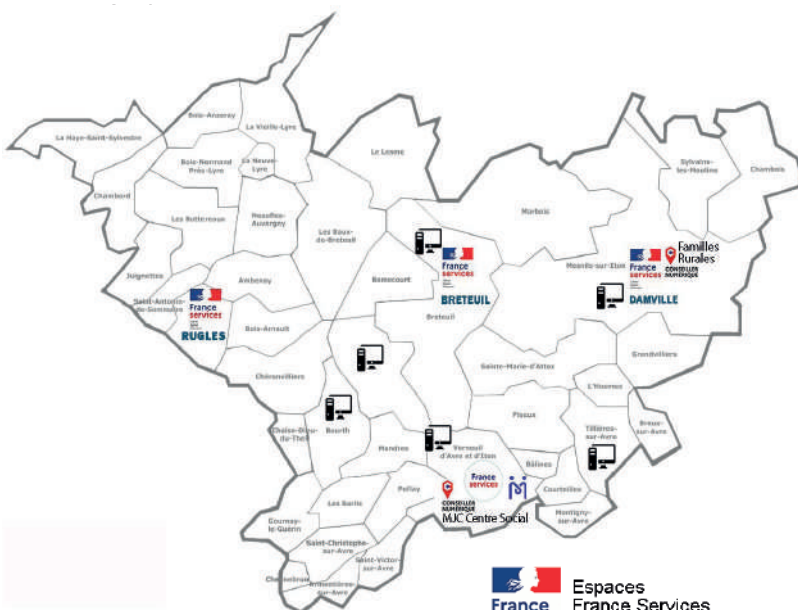 Bois-Anzeray
La Haye-Saint-Sylvestre
La Vieille-Lyre
Bois-Normand
Près-Lyre
La Neuve-
Lyre
Le Lesme
Sylvains-
les-Moulins
Chambois
Chambord
Les Bottereaux
Neaufles-
Auvergny
Les Baux-
de-Breteuil
Marbois
Juignettes
Ambenay
Bémécourt
France
services
BRETEUIL
Breteuil
Mesnils-sur-Iton
France
services
CONSEILLER
NUMÉRIQUE
Familles
Rurales
DAMVILLE
Saint-Antonin-
de-Sommaire
France
services
RUGLES
Bois-Arnault
Chéronvilliers
Sainte-Marie-d'Attez
Grandvilliers
L'Hosmes
Piseux
Chaise-Dieu-
du-Theil
Bourth
Mandres
Verneuil
d'Avre et d'Iton
Tillières-
sur-Avre
Breux-
sur-Avre
Bâlines
Courteilles
Montigny-
sur-Avre
France
services
CONSEILLER
NUMÉRIQUE
MJC Centre Social
Pullay
Les Barils
Gournay-
le-Guérin
Saint-Christophe-
sur-Avre
Saint-Victor-
sur-Avre
Chennebrun
Armentières-
sur-Avre
France
Espaces
France Services